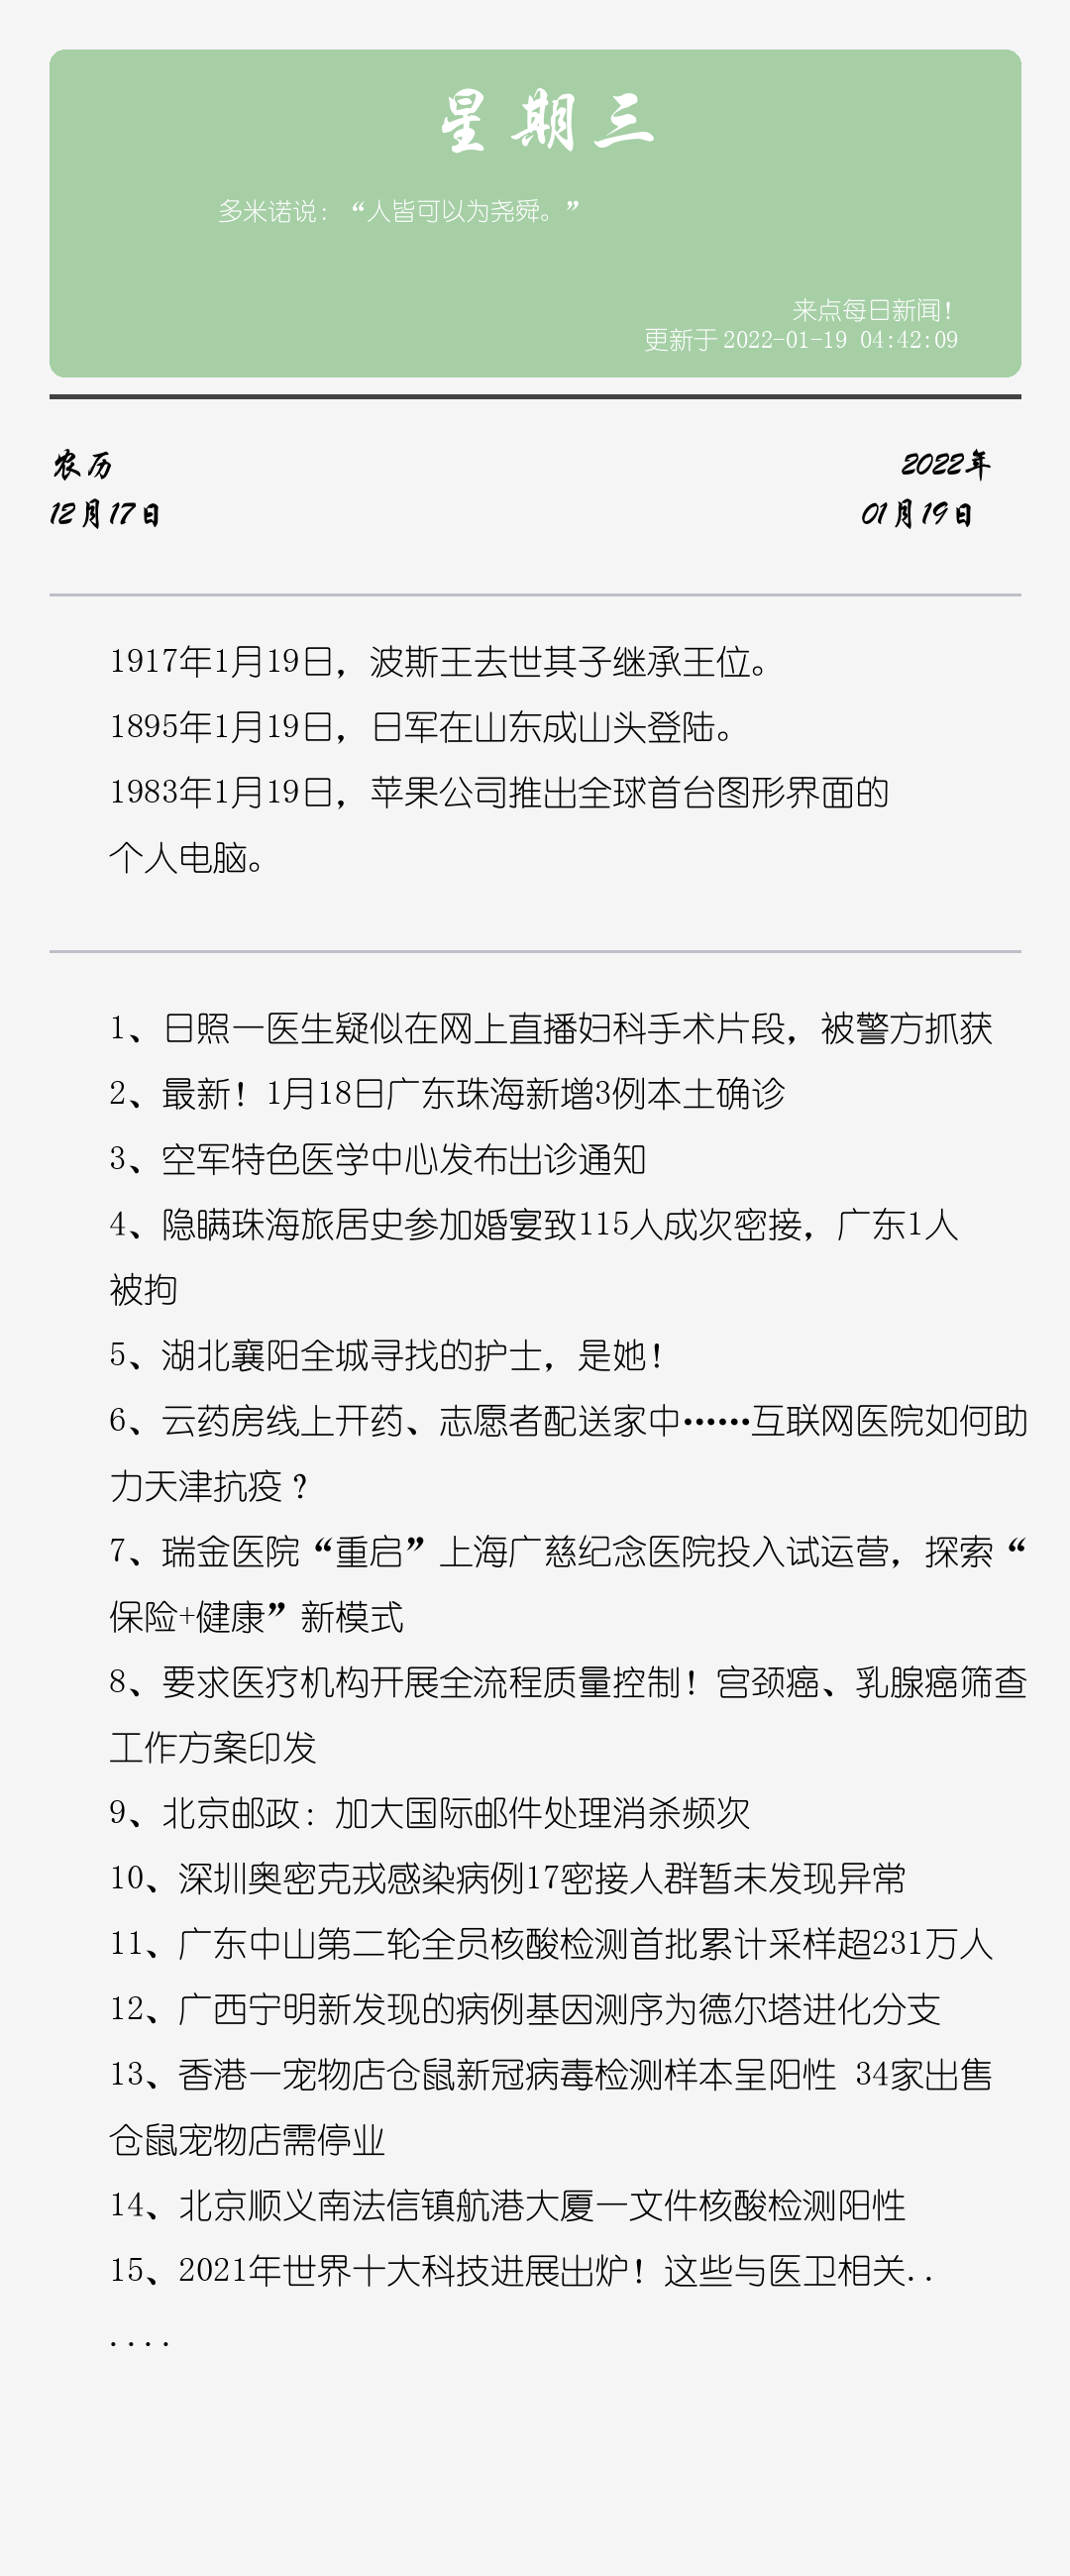 星期三
多米诺说：“人皆可以为尧舜。”
来点每日新闻！
更新于 2022-01-19 04:42:09
农历
2022年
12月17日
01月19日
1917年1月19日，波斯王去世其子继承王位。
1895年1月19日，日军在山东成山头登陆。
1983年1月19日，苹果公司推出全球首台图形界面的
个人电脑。
1、日照一医生疑似在网上直播妇科手术片段，被警方抓获
2、最新！1月18日广东珠海新增3例本土确诊
3、空军特色医学中心发布出诊通知
4、隐瞒珠海旅居史参加婚宴致115人成次密接，广东1人
被拘
5、湖北襄阳全城寻找的护士，是她！
6、云药房线上开药、志愿者配送家中……互联网医院如何助
力天津抗疫？
7、瑞金医院“重启”上海广慈纪念医院投入试运营，探索“
保险+健康”新模式
8、要求医疗机构开展全流程质量控制！宫颈癌、乳腺癌筛查
工作方案印发
9、北京邮政：加大国际邮件处理消杀频次
10、深圳奥密克戎感染病例17密接人群暂未发现异常
11、广东中山第二轮全员核酸检测首批累计采样超231万人
12、广西宁明新发现的病例基因测序为德尔塔进化分支
13、香港一宠物店仓鼠新冠病毒检测样本呈阳性 34家出售
仓鼠宠物店需停业
14、北京顺义南法信镇航港大厦一文件核酸检测阳性
15、2021年世界十大科技进展出炉！这些与医卫相关..
....